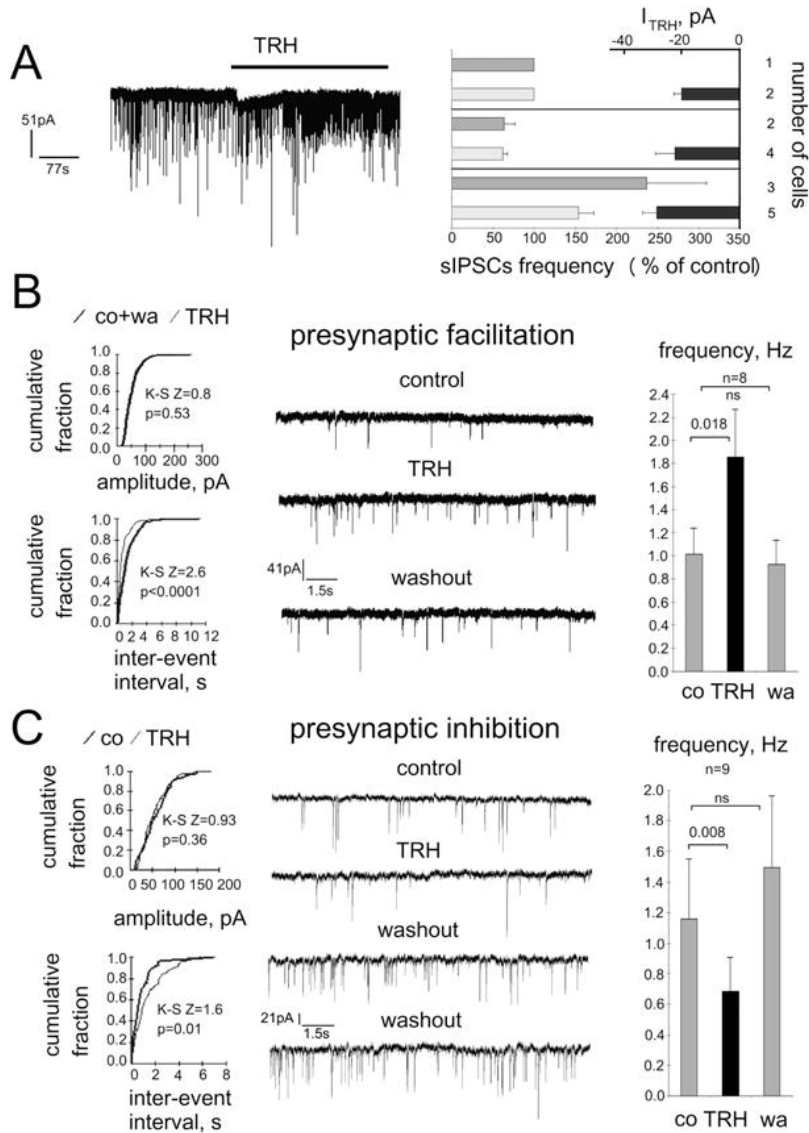 A
TRH
51pA
77s
I TRH, pA
-40 -20 0
1
2
2
4
3
5
number of cells
0 50 100 150 200 250 300 350
sIPSCs frequency ( % of control)
B
/ co+wa / TRH
presynaptic facilitation
cumulative
fraction
1.0
0.8
0.6
0.4
0.2
0.0
K-S Z=0.8
p=0.53
0 100 200 300
amplitude, pA
cumulative
fraction
1.0
0.8
0.6
0.4
0.2
0.0
K-S Z=2.6
p<0.0001
0 2 4 6 8 10 12
inter-event
interval, s
control
TRH
41pA
1.5s
washout
frequency, Hz
n=8
ns
0.018
2.4
2.2
2.0
1.8
1.6
1.4
1.2
1.0
0.8
0.6
0.4
0.2
0.0
co TRH wa
C
/ co / TRH
presynaptic inhibition
cumulative
fraction
1.0
0.8
0.6
0.4
0.2
0.0
K-S Z=0.93
p=0.36
0 50 100 150 200
amplitude, pA
cumulative
fraction
1.0
0.8
0.6
0.4
0.2
0.0
K-S Z=1.6
p=0.01
0 2 4 6 8
inter-event
interval, s
control
TRH
washout
21pA
1.5s
washout
frequency, Hz
n=9
ns
0.008
2.0
1.8
1.6
1.4
1.2
1.0
0.8
0.6
0.4
0.2
0.0
co TRH wa